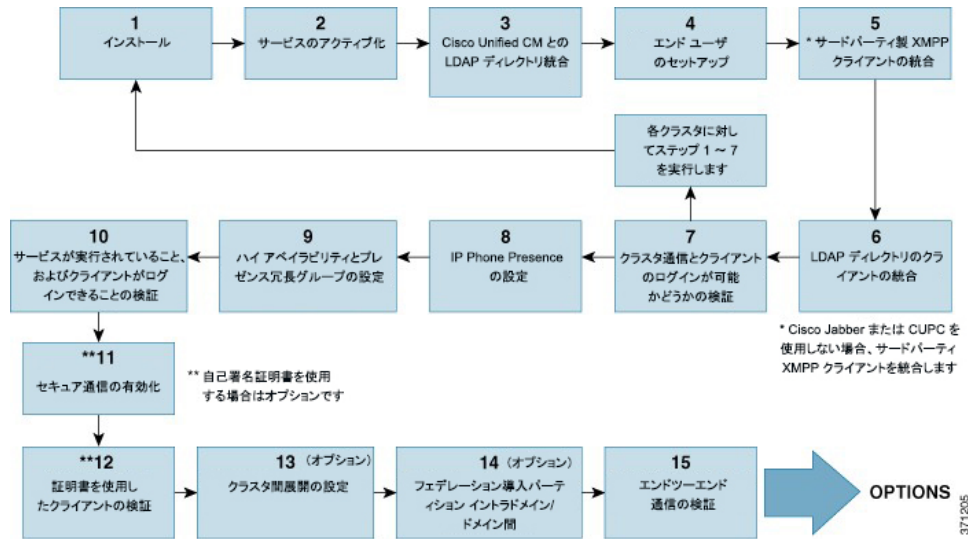 1
インストール
2
サービスのアクティブ化
3
Cisco Unified CM との
LDAP ディレクトリ統合
4
エンド ユーザ
のセットアップ
5
* サードパーティ製 XMPP
クライアントの統合
各クラスタに対し
てステップ 1 ~ 7
を実行します
10
サービスが実行されていること、
およびクライアントがログ
インできることの検証
9
ハイ アベイラビリティとプレ
ゼンス冗長グループの設定
8
IP Phone Presence
の設定
7
クラスタ通信とクライアント
のログインが可能
かどうかの検証
6
LDAP ディレクトリのクラ
イアントの統合
* Cisco Jabber または CUPC を
使用しない場合、サードパーティ
XMPP クライアントを統合します
**11
セキュア通信の有効化
** 自己署名証明書を使用
する場合はオプションです
**12
証明書を使用し
たクライアントの検証
13 (オプション)
クラスタ間展開の設定
14 (オプション)
フェデレーション導入パーテ
ィション イントラドメイン/
ドメイン間
15
エンドツーエンド
通信の検証
OPTIONS
371205